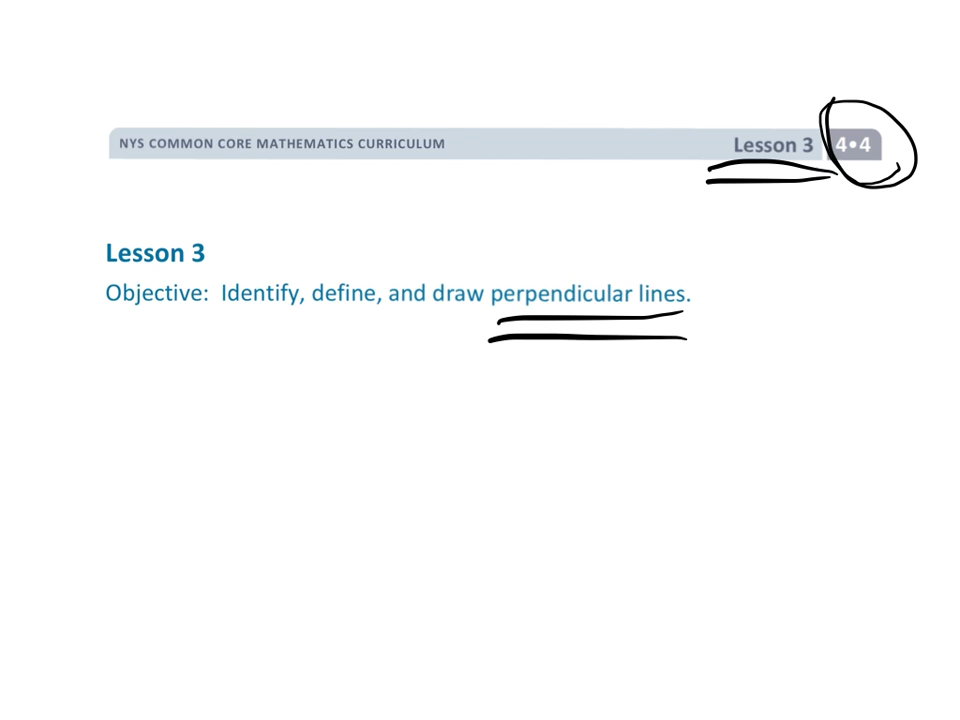 NYS COMMON CORE MATHEMATICS CURRICULUM Lesson 3 4•4
Lesson 3
Objective: Identify, define, and draw perpendicular lines.